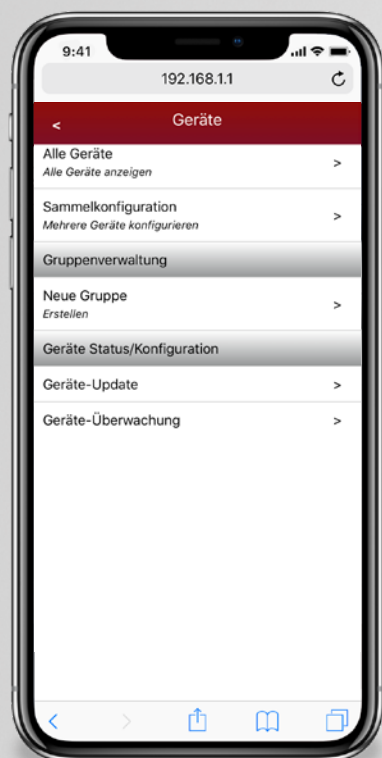 9:41
192.168.1.1
< Geräte
Alle Geräte >
Alle Geräte anzeigen
Sammelkonfiguration >
Mehrere Geräte konfigurieren
Gruppenverwaltung
Neue Gruppe >
Erstellen
Geräte Status/Konfiguration
Geräte-Update >
Geräte-Überwachung >